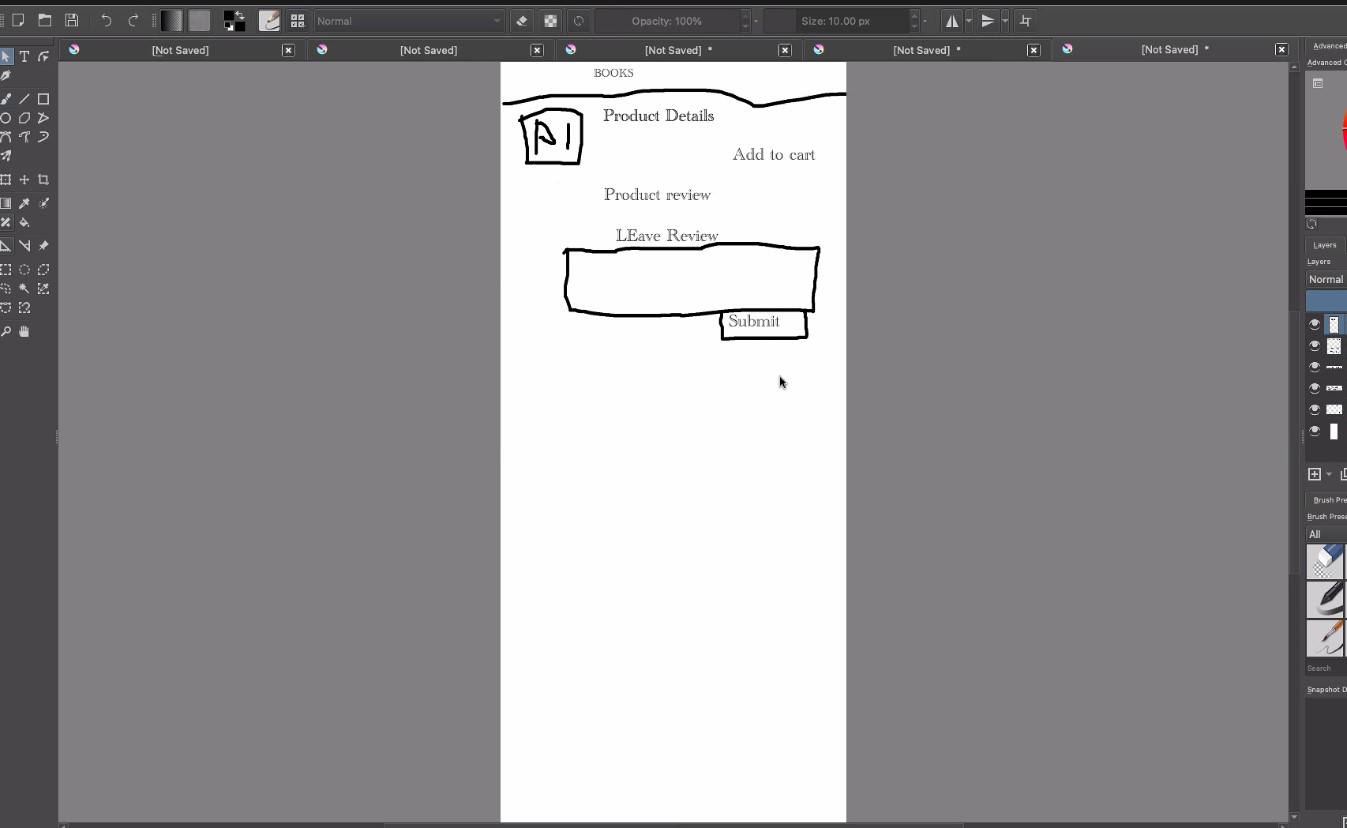 Normal
Opacity: 100%
Size: 10.00 px
[Not Saved]
[Not Saved]
[Not Saved] *
[Not Saved] *
[Not Saved] *
Advanced
Advanced
BOOKS
Product Details
Add to cart
Product review
LEave Review
Submit
Layers
Layers
Normal
Brush Pre
Brush Prese
All
Search
Snapshot D